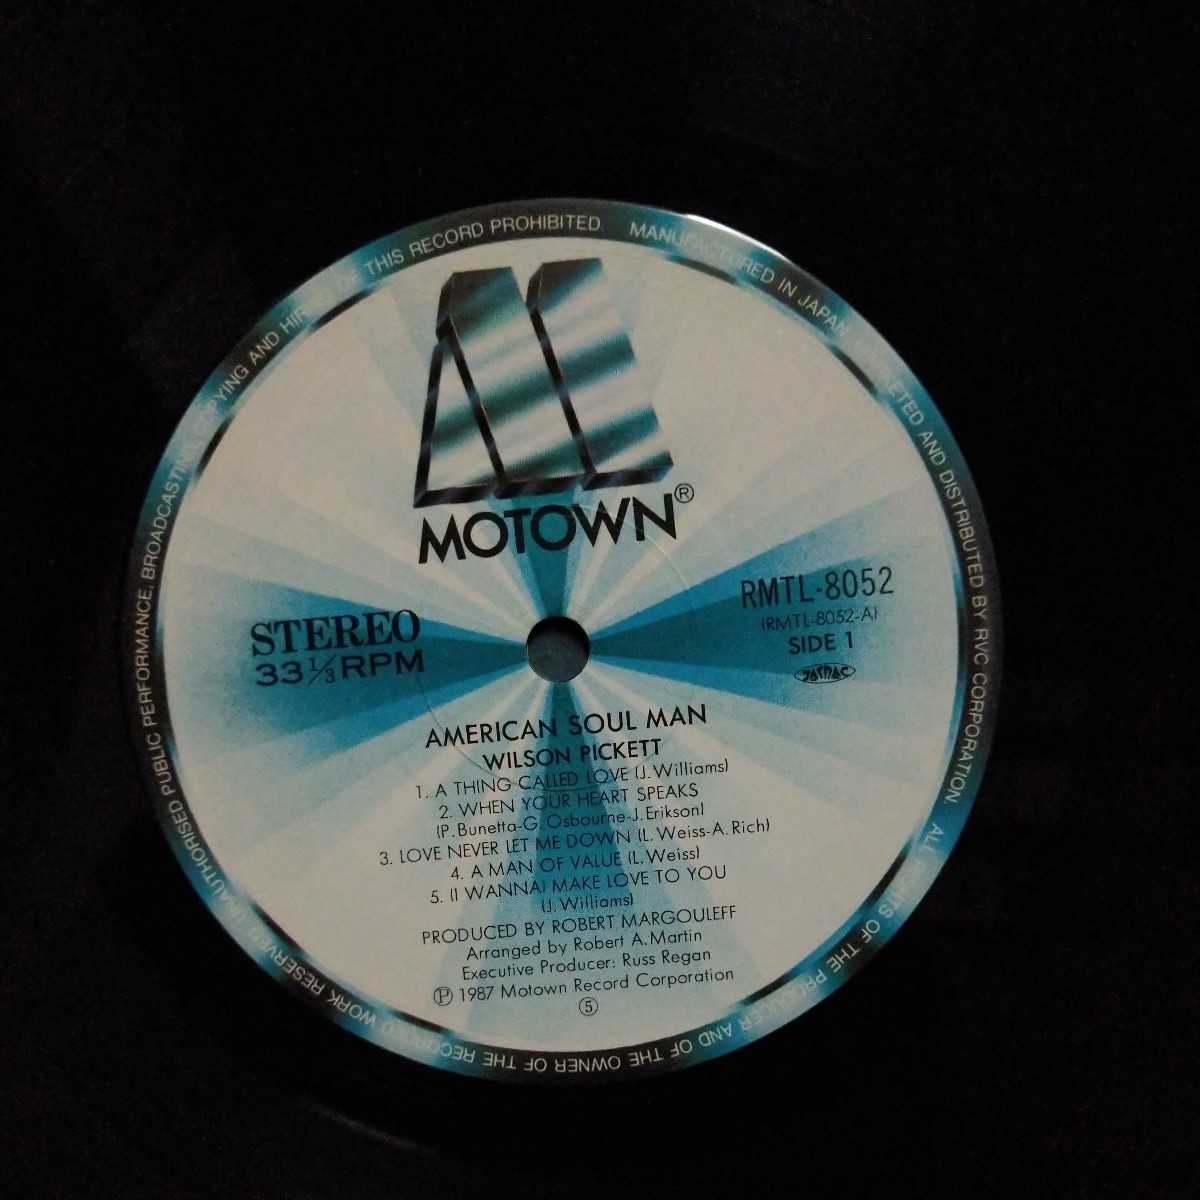 MOTOWN®
STEREO
33 1/3 RPM
RMTL-8052
(RMTL-8052-A)
SIDE 1
JASRAC
AMERICAN SOUL MAN
WILSON PICKETT
1. A THING CALLED LOVE (J. Williams)
2. WHEN YOUR HEART SPEAKS
(P. Bunetta-G. Osbourne-J. Erikson)
3. LOVE NEVER LET ME DOWN (L. Weiss-A. Rich)
4. A MAN OF VALUE (L. Weiss)
5. (I WANNA) MAKE LOVE TO YOU
(J. Williams)
PRODUCED BY ROBERT MARGOULEFF
Arranged by Robert A. Martin
Executive Producer: Russ Regan
℗ 1987 Motown Record Corporation
⑤
MANUFACTURED IN JAPAN, MARKETED AND DISTRIBUTED BY RVC CORPORATION. ALL RIGHTS OF THE PRODUCER AND OF THE OWNER OF THE RECORDED WORK RESERVED. UNAUTHORISED PUBLIC PERFORMANCE, BROADCASTING, COPYING AND HIRING OF THIS RECORD PROHIBITED.